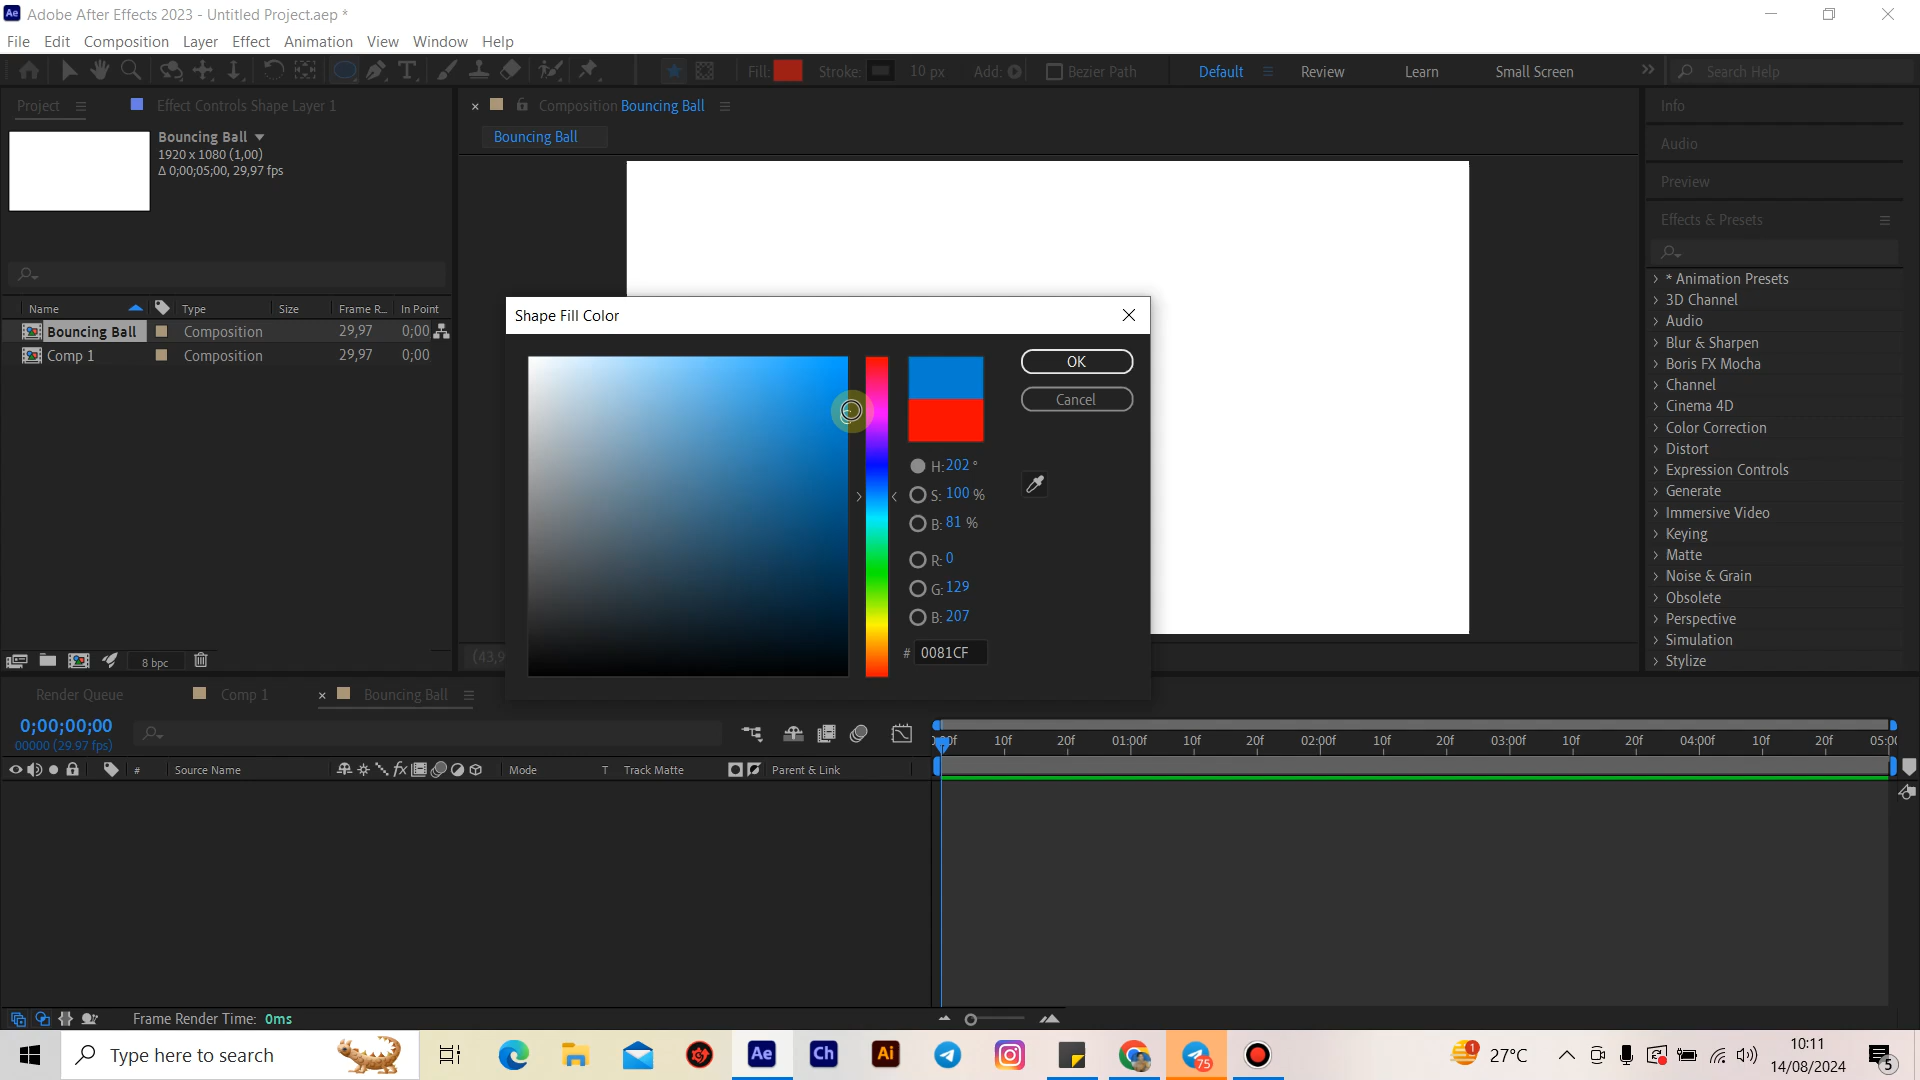 Ae Adobe After Effects 2023 - Untitled Project.aep *
File Edit Composition Layer Effect Animation View Window Help
Fill: Stroke: 10 px Add: Bezier Path Default Review Learn Small Screen Search Help
Project Effect Controls Shape Layer 1
Composition Bouncing Ball
Bouncing Ball
Bouncing Ball
1920 x 1080 (1,00)
Δ 0;00;05;00, 29,97 fps
Name Type Size Frame R... In Point
Bouncing Ball Composition 29,97 0;00
Comp 1 Composition 29,97 0;00
8 bpc
Shape Fill Color
OK
Cancel
H: 202 °
S: 100 %
B: 81 %
R: 0
G: 129
B: 207
# 0081CF
(43,9
Info
Audio
Preview
Effects & Presets
* Animation Presets
3D Channel
Audio
Blur & Sharpen
Boris FX Mocha
Channel
Cinema 4D
Color Correction
Distort
Expression Controls
Generate
Immersive Video
Keying
Matte
Noise & Grain
Obsolete
Perspective
Simulation
Stylize
Render Queue Comp 1 Bouncing Ball
0;00;00;00
00000 (29.97 fps)
10f 20f 01:00f 10f 20f 02:00f 10f 20f 03:00f 10f 20f 04:00f 10f 20f
# Source Name Mode T Track Matte Parent & Link
Frame Render Time: 0ms
Type here to search
Ae Ch Ai 75
1 27°C
10:11
14/08/2024
5